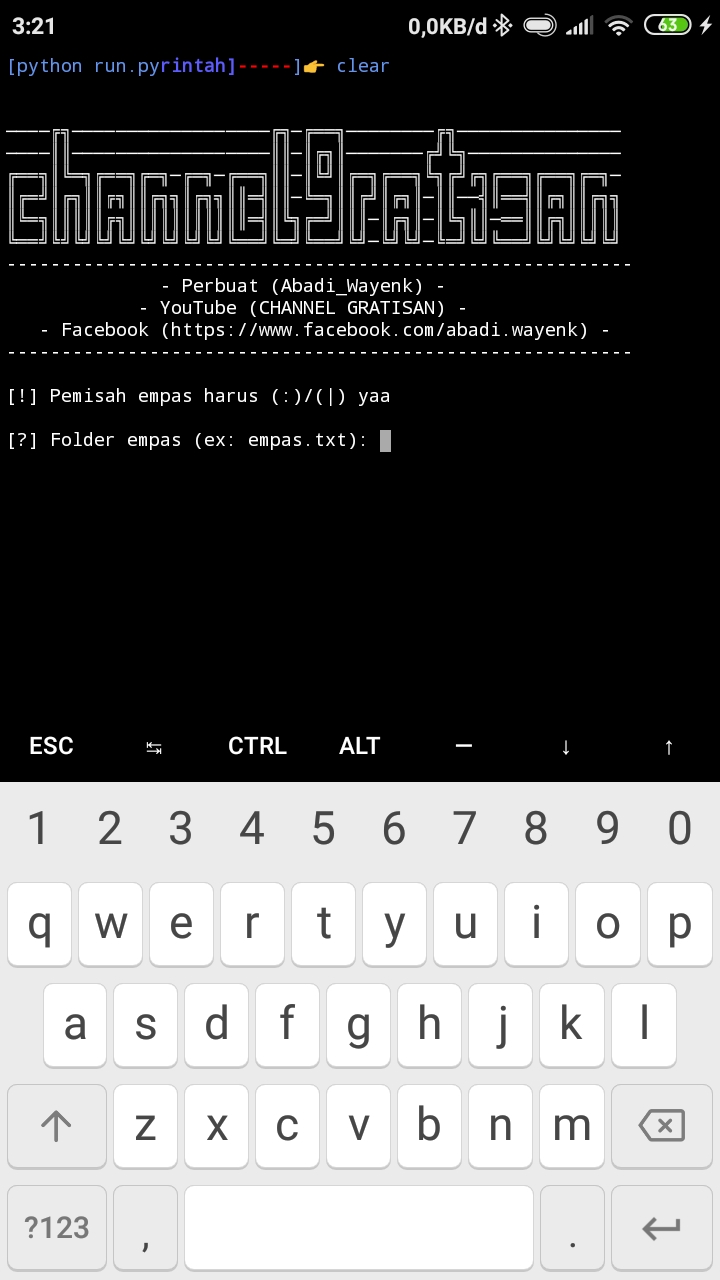 3:21 0,0KB/d 63
[python run.pyrintah]-----]👉 clear
channel gratisan
---------------------------------------------------------
- Perbuat (Abadi_Wayenk) -
- YouTube (CHANNEL GRATISAN) -
- Facebook (https://www.facebook.com/abadi.wayenk) -
---------------------------------------------------------
[!] Pemisah empas harus (:)/(|) yaa
[?] Folder empas (ex: empas.txt):
ESC ↹ CTRL ALT — ↓ ↑
1 2 3 4 5 6 7 8 9 0
q w e r t y u i o p
a s d f g h j k l
z x c v b n m
?123 , .